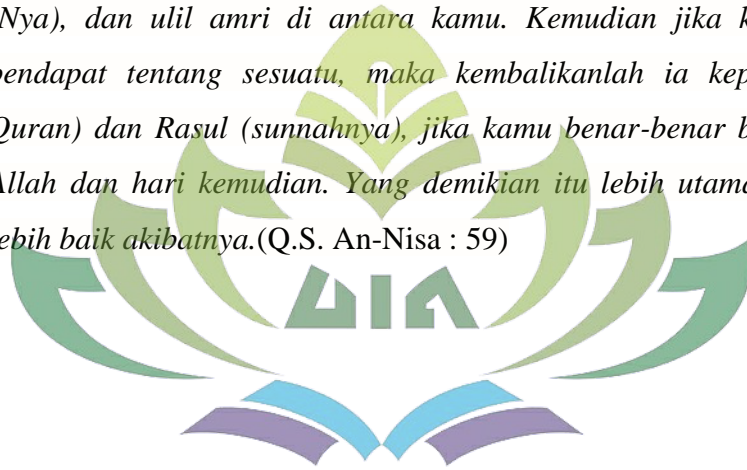 Nya), dan ulil amri di antara kamu. Kemudian jika k
pendapat tentang sesuatu, maka kembalikanlah ia kep
Quran) dan Rasul (sunnahnya), jika kamu benar-benar b
Allah dan hari kemudian. Yang demikian itu lebih utama
lebih baik akibatnya.(Q.S. An-Nisa : 59)
UIN